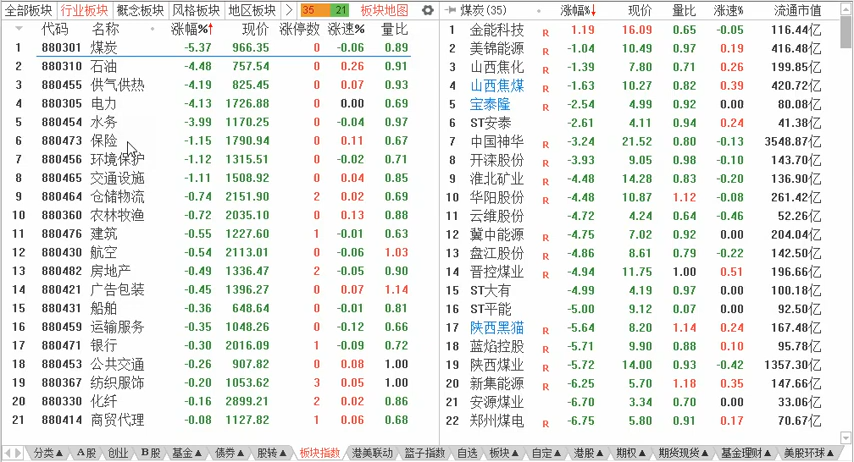 全部板块 行业板块 概念板块 风格板块 地区板块 35 21 板块地图
代码 名称 涨幅%↑ 现价 涨停数 涨速% 量比
1 880301 煤炭 -5.37 966.35 0 -0.06 0.89
2 880310 石油 -4.48 757.54 0 0.26 0.91
3 880455 供气供热 -4.19 825.45 0 0.07 0.93
4 880305 电力 -4.13 1726.88 0 0.00 0.69
5 880454 水务 -3.99 1170.25 0 -0.04 0.97
6 880473 保险 -1.15 1790.94 0 0.11 0.67
7 880456 环境保护 -1.12 1315.51 0 -0.02 0.71
8 880465 交通设施 -1.11 1508.92 0 0.04 0.85
9 880464 仓储物流 -0.74 2151.90 2 0.02 0.69
10 880360 农林牧渔 -0.72 2035.10 0 0.13 0.88
11 880476 建筑 -0.55 1227.60 1 -0.01 0.63
12 880430 航空 -0.54 2113.01 0 -0.06 1.03
13 880482 房地产 -0.49 1336.47 2 -0.05 0.90
14 880421 广告包装 -0.45 1396.27 0 0.07 1.14
15 880431 船舶 -0.36 648.64 0 -0.01 0.81
16 880459 运输服务 -0.35 1048.26 0 -0.12 0.66
17 880471 银行 -0.30 2016.09 1 -0.09 0.72
18 880453 公共交通 -0.26 907.82 0 0.08 1.00
19 880367 纺织服饰 -0.20 1053.62 3 0.05 1.00
20 880330 化纤 -0.16 2899.21 2 0.02 0.86
21 880414 商贸代理 -0.08 1127.82 1 0.06 0.68
煤炭(35) 涨幅%↓ 现价 量比 涨速% 流通市值
1 金能科技 R 1.19 16.09 0.65 -0.05 116.44亿
2 美锦能源 R -1.04 10.49 0.97 0.19 416.48亿
3 山西焦化 R -1.39 7.80 0.71 0.26 199.85亿
4 山西焦煤 R -1.63 10.27 0.82 0.39 420.72亿
5 宝泰隆 R -2.54 4.99 0.92 0.00 80.08亿
6 ST安泰 -2.61 4.11 0.94 0.24 41.38亿
7 中国神华 R -3.24 21.52 0.80 -0.13 3548.87亿
8 开滦股份 R -3.93 9.05 0.98 -0.10 143.70亿
9 淮北矿业 R -4.48 14.28 0.83 -0.20 136.90亿
10 华阳股份 R -4.48 10.87 1.12 -0.08 261.42亿
11 云维股份 -4.72 4.24 0.64 -0.46 52.26亿
12 冀中能源 R -4.75 7.02 0.92 0.00 204.04亿
13 盘江股份 R -4.86 8.61 0.79 -0.22 142.50亿
14 晋控煤业 R -4.94 11.75 1.00 0.51 196.66亿
15 ST大有 -4.99 4.19 0.97 0.00 100.18亿
16 ST平能 -5.00 9.12 0.07 0.00 92.50亿
17 陕西黑猫 R -5.64 8.20 1.14 0.24 167.48亿
18 蓝焰控股 R -5.71 9.90 0.88 0.10 95.78亿
19 陕西煤业 R -5.72 14.00 0.93 -0.42 1357.30亿
20 新集能源 R -6.25 5.70 1.18 0.35 147.66亿
21 安源煤业 -6.70 3.34 0.70 0.00 33.06亿
22 郑州煤电 R -6.75 5.80 0.91 0.17 70.67亿
分类▲ A股 创业 B股 基金▲ 债券▲ 股转▲ 板块指数 港美联动 篮子指数 自选 板块▲ 自定▲ 港股▲ 期权▲ 期货现货▲ 基金理财▲ 美股环球▲